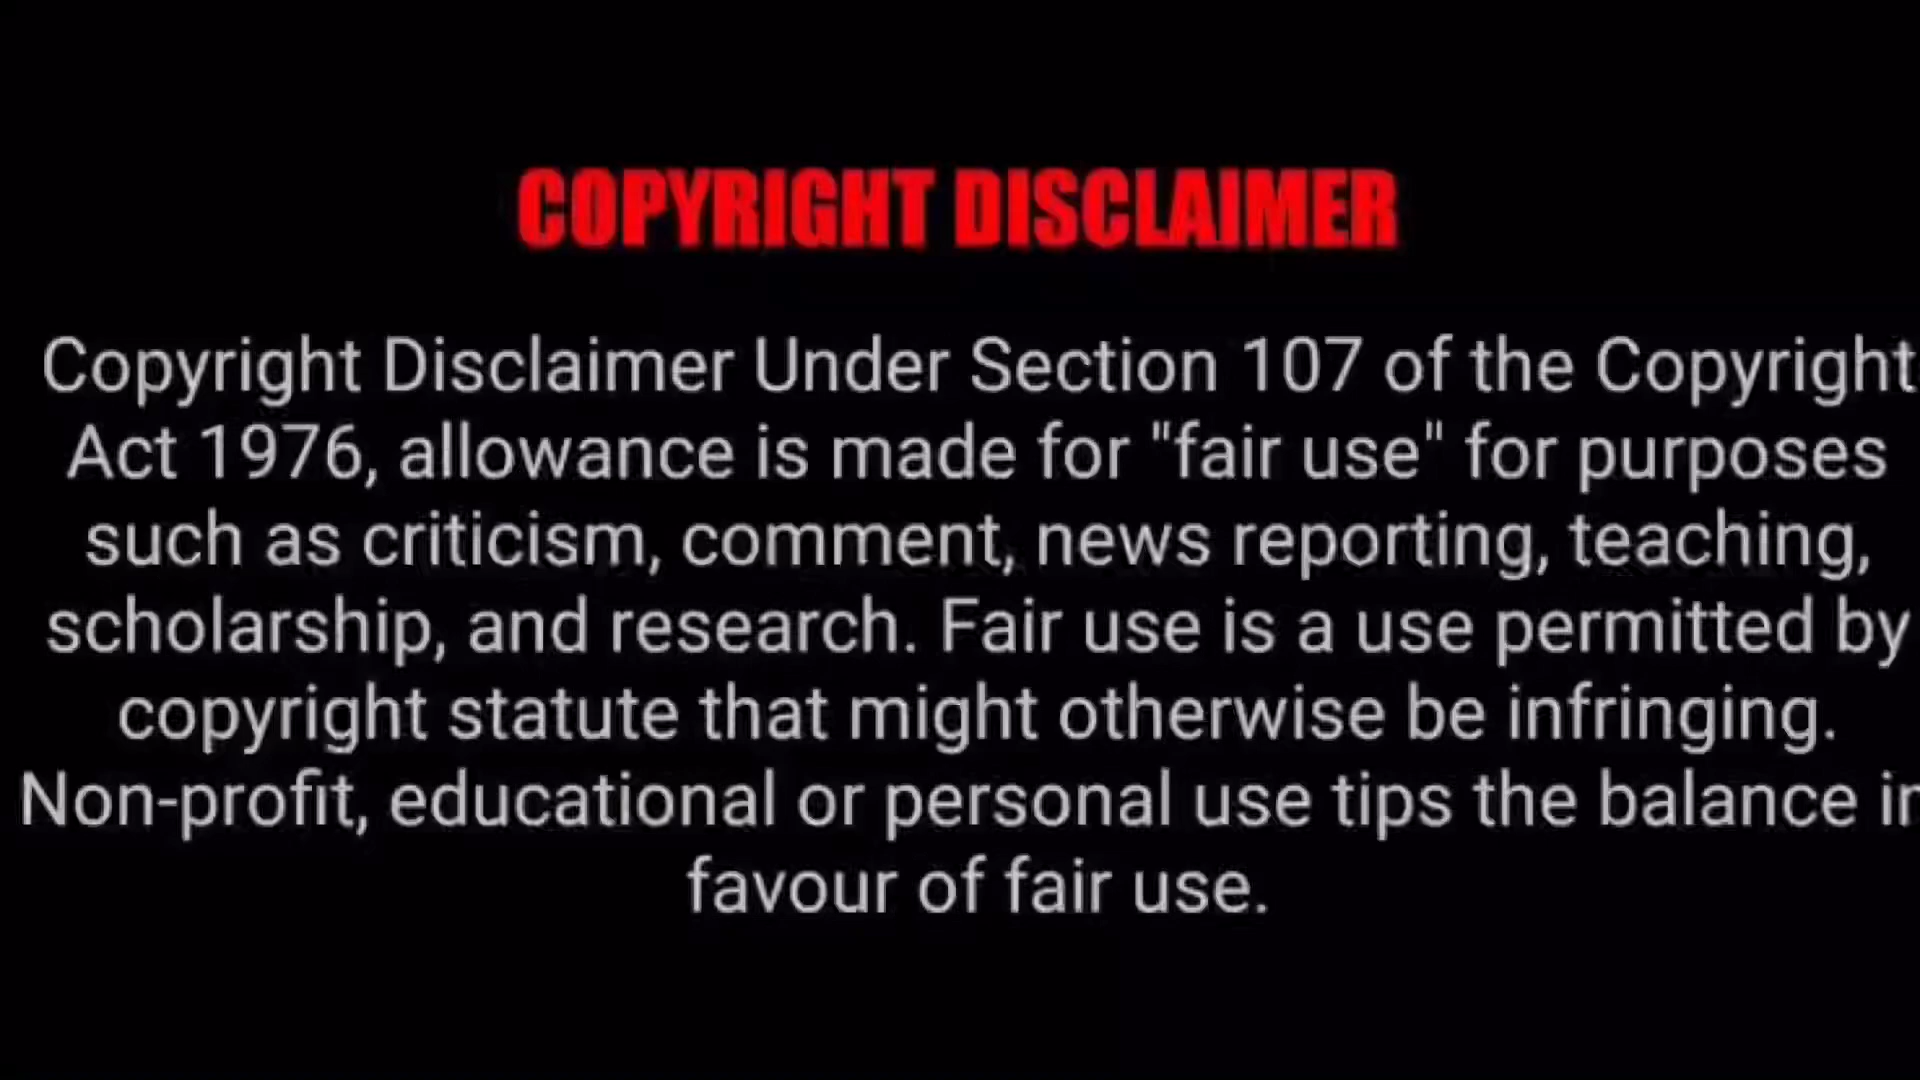 COPYRIGHT DISCLAIMER
Copyright Disclaimer Under Section 107 of the Copyright
Act 1976, allowance is made for "fair use" for purposes
such as criticism, comment, news reporting, teaching,
scholarship, and research. Fair use is a use permitted by
copyright statute that might otherwise be infringing.
Non-profit, educational or personal use tips the balance in
favour of fair use.